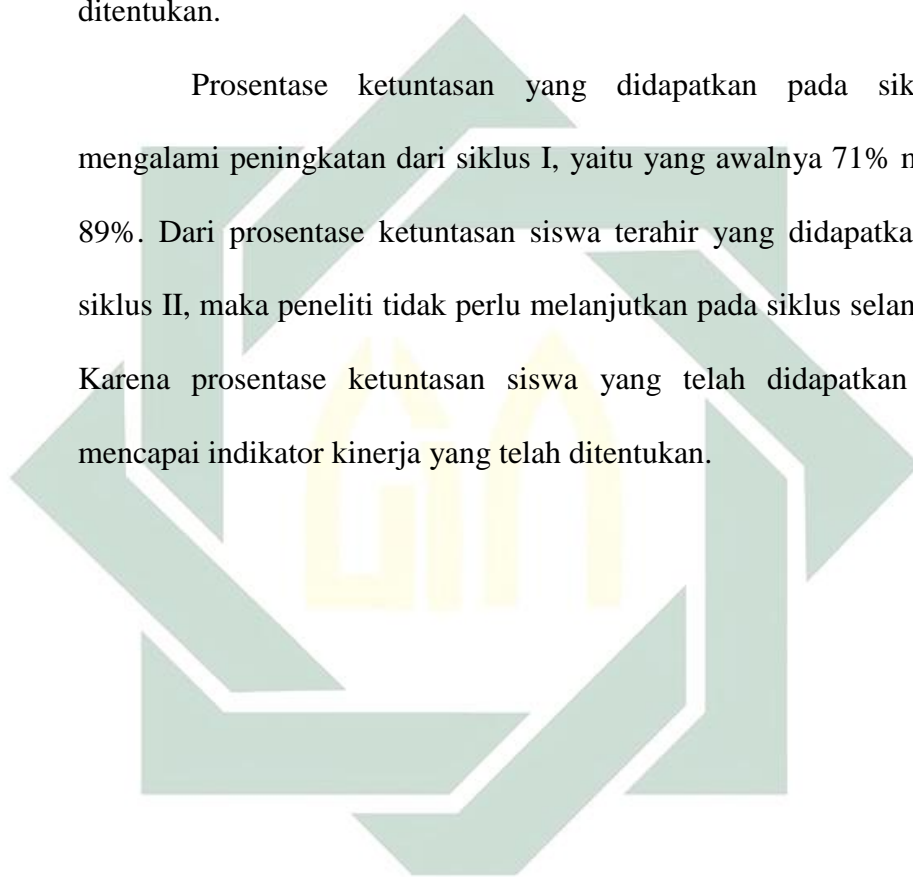 ditentukan.
Prosentase ketuntasan yang didapatkan pada sik
mengalami peningkatan dari siklus I, yaitu yang awalnya 71% n
89%. Dari prosentase ketuntasan siswa terahir yang didapatka
siklus II, maka peneliti tidak perlu melanjutkan pada siklus selan
Karena prosentase ketuntasan siswa yang telah didapatkan
mencapai indikator kinerja yang telah ditentukan.